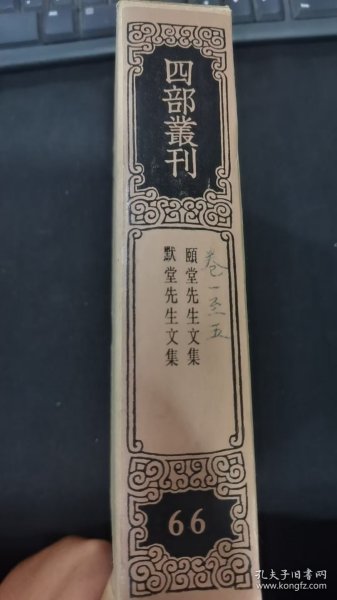 四部叢刊
卷一至五
頤堂先生文集
默堂先生文集
66
孔夫子旧书网
www.kongfz.com